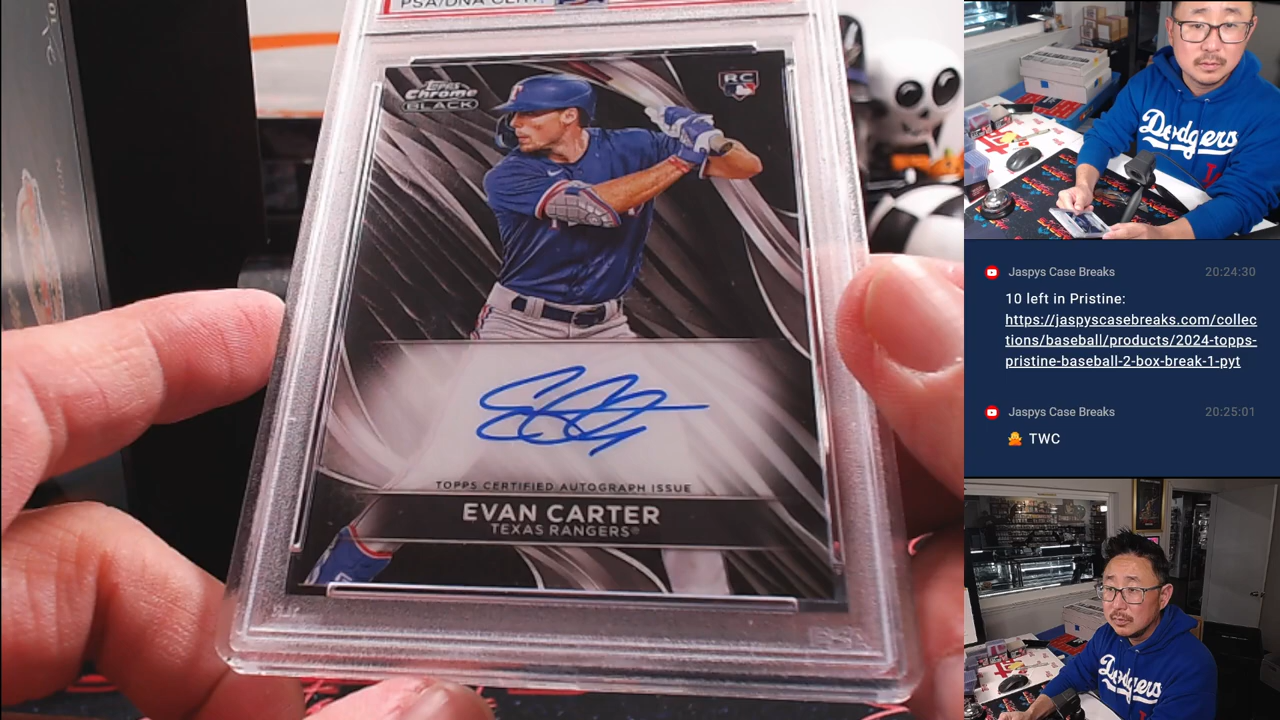 PSA/DNA CERT
Topps
Chrome
BLACK
RC
TOPPS CERTIFIED AUTOGRAPH ISSUE
EVAN CARTER
TEXAS RANGERS®
Dodgers
Jaspys Case Breaks 20:24:30
10 left in Pristine:
https://jaspyscasebreaks.com/collec
tions/baseball/products/2024-topps-
pristine-baseball-2-box-break-1-pyt
Jaspys Case Breaks 20:25:01
TWC
Dodgers